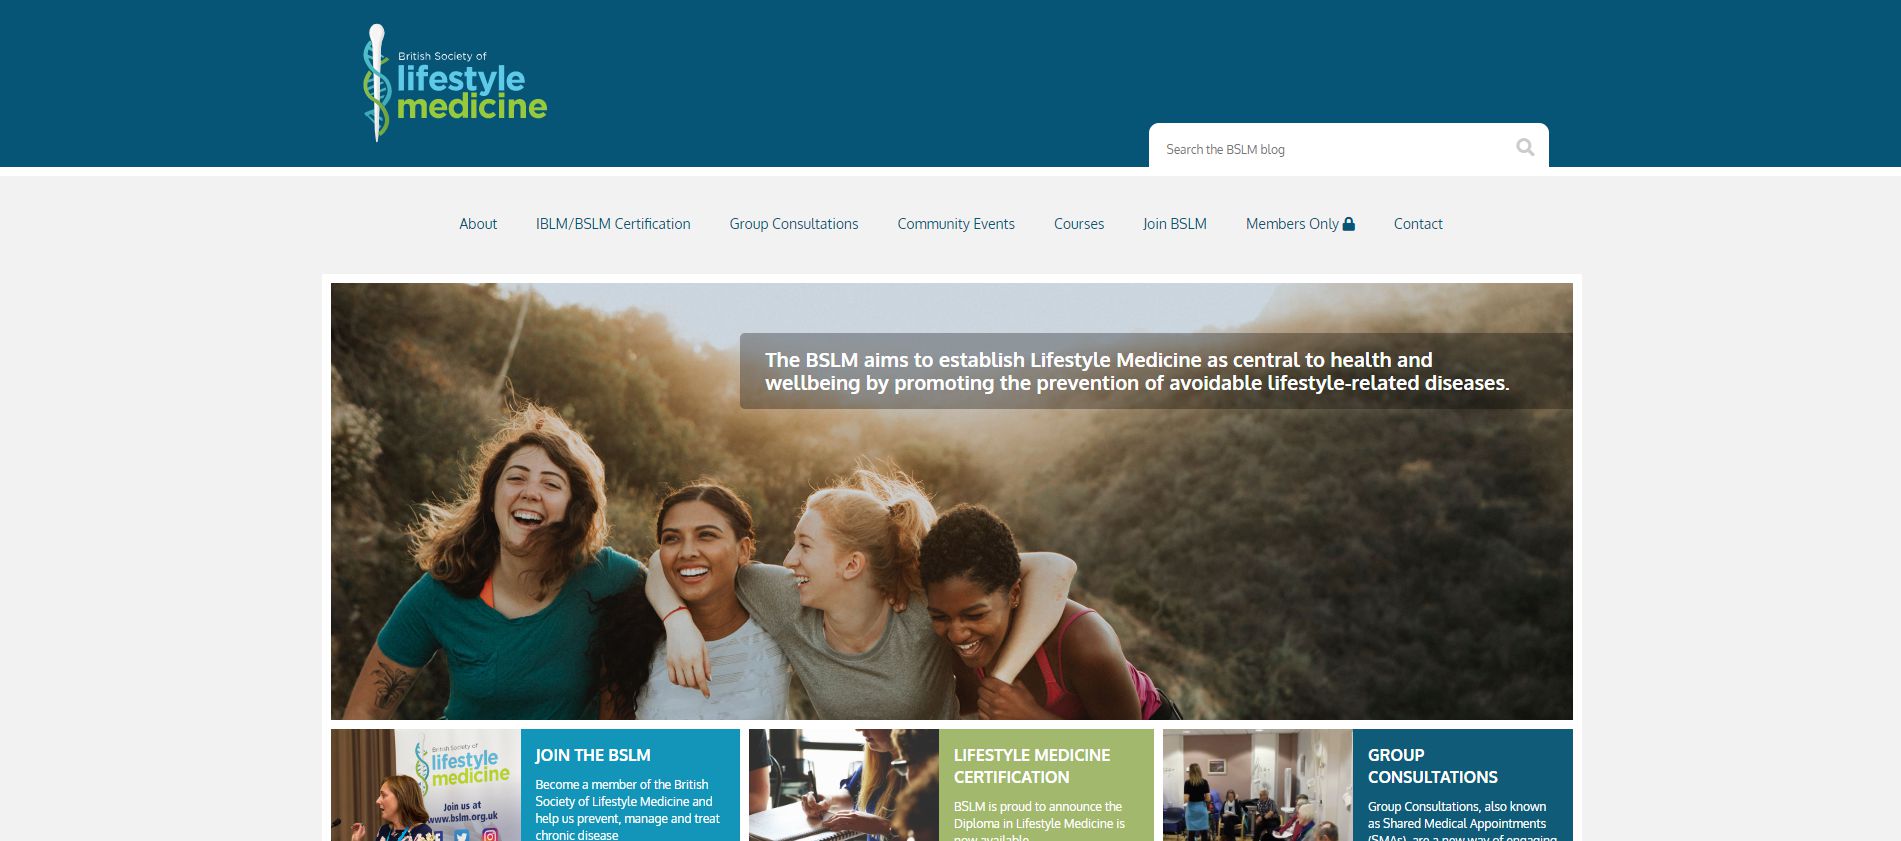 British Society of
lifestyle
medicine
Search the BSLM blog
About IBLM/BSLM Certification Group Consultations Community Events Courses Join BSLM Members Only Contact
The BSLM aims to establish Lifestyle Medicine as central to health and
wellbeing by promoting the prevention of avoidable lifestyle-related diseases.
British Society of
lifestyle
medicine
Join us at
www.bslm.org.uk
JOIN THE BSLM
Become a member of the British
Society of Lifestyle Medicine and
help us prevent, manage and treat
chronic disease
LIFESTYLE MEDICINE
CERTIFICATION
BSLM is proud to announce the
Diploma in Lifestyle Medicine is
now available
GROUP
CONSULTATIONS
Group Consultations, also known
as Shared Medical Appointments
(SMAs), are a new way of engaging